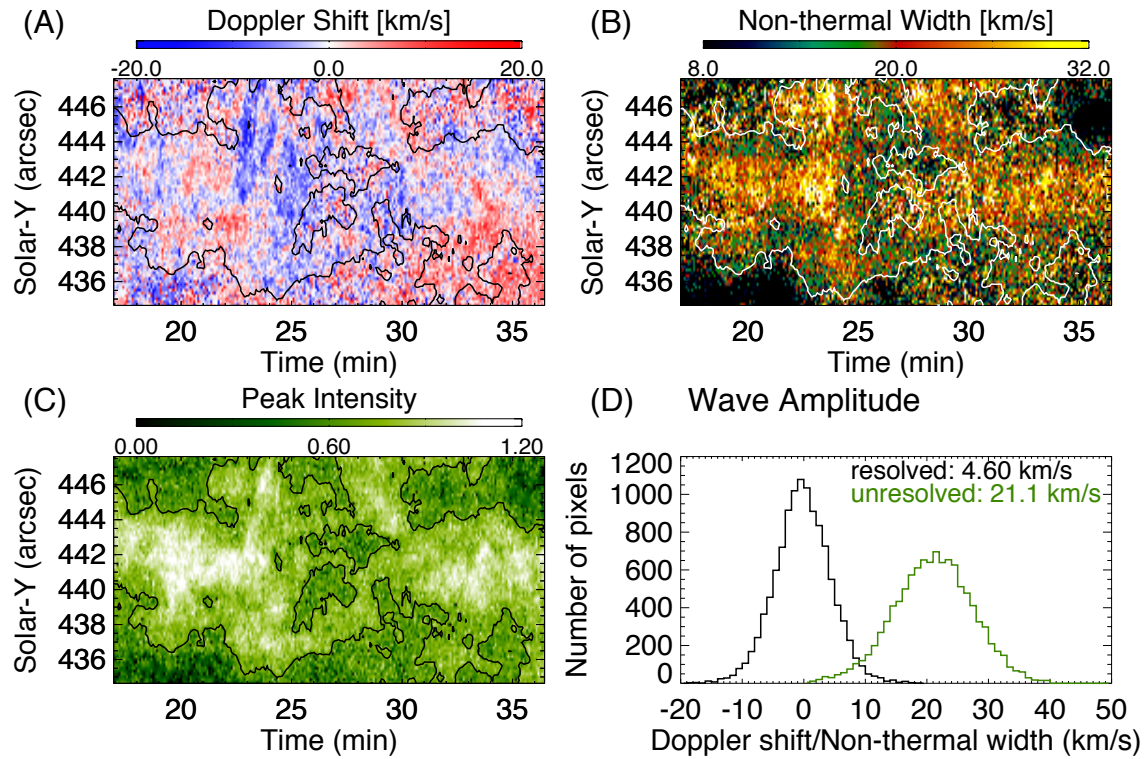 (A) Doppler Shift [km/s]
-20.0 0.0 20.0
446
444
442
440
438
436
Solar-Y (arcsec)
20 25 30 35
Time (min)
(B) Non-thermal Width [km/s]
8.0 20.0 32.0
446
444
442
440
438
436
Solar-Y (arcsec)
20 25 30 35
Time (min)
(C) Peak Intensity
0.00 0.60 1.20
446
444
442
440
438
436
Solar-Y (arcsec)
20 25 30 35
Time (min)
(D) Wave Amplitude
resolved: 4.60 km/s
unresolved: 21.1 km/s
1200
1000
800
600
400
200
0
Number of pixels
-20 -10 0 10 20 30 40 50
Doppler shift/Non-thermal width (km/s)